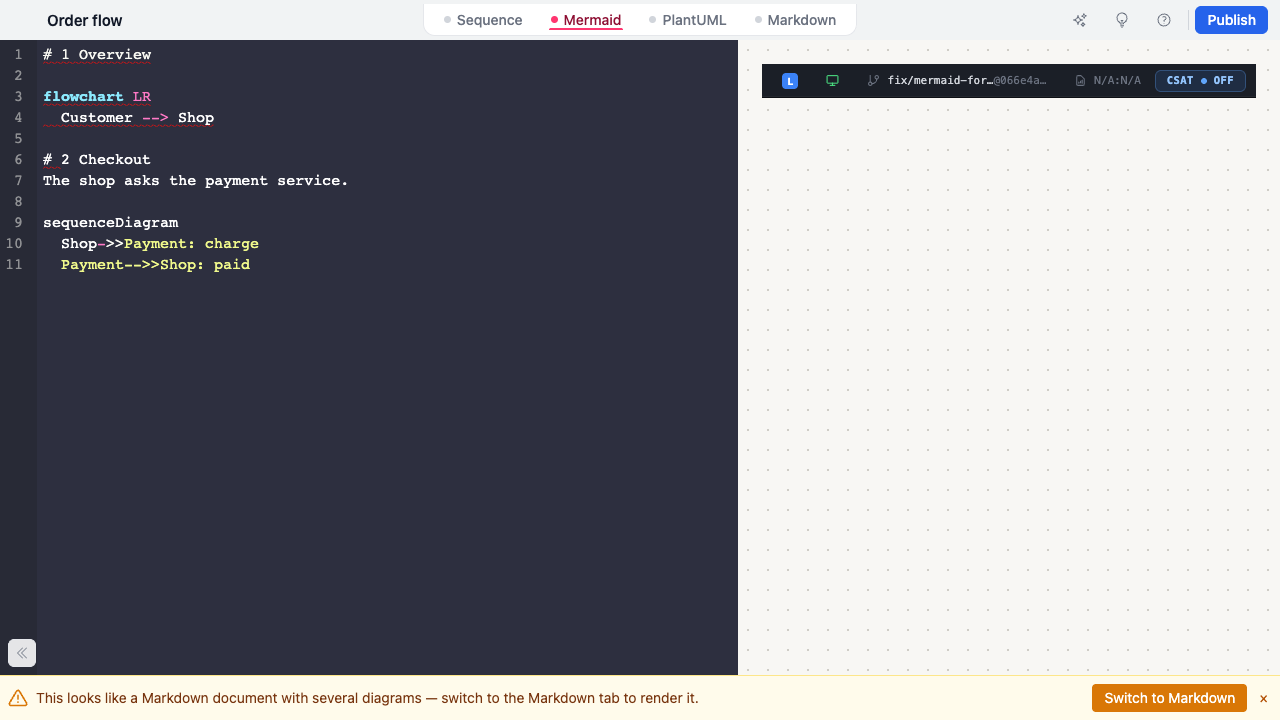 Order flow
Sequence
Mermaid
PlantUML
Markdown
Publish
1 # 1 Overview
2
3 flowchart LR
4   Customer --> Shop
5
6 # 2 Checkout
7 The shop asks the payment service.
8
9 sequenceDiagram
10   Shop->>Payment: charge
11   Payment-->>Shop: paid
L fix/mermaid-for…@066e4a… N/A:N/A CSAT OFF
This looks like a Markdown document with several diagrams — switch to the Markdown tab to render it.
Switch to Markdown ×